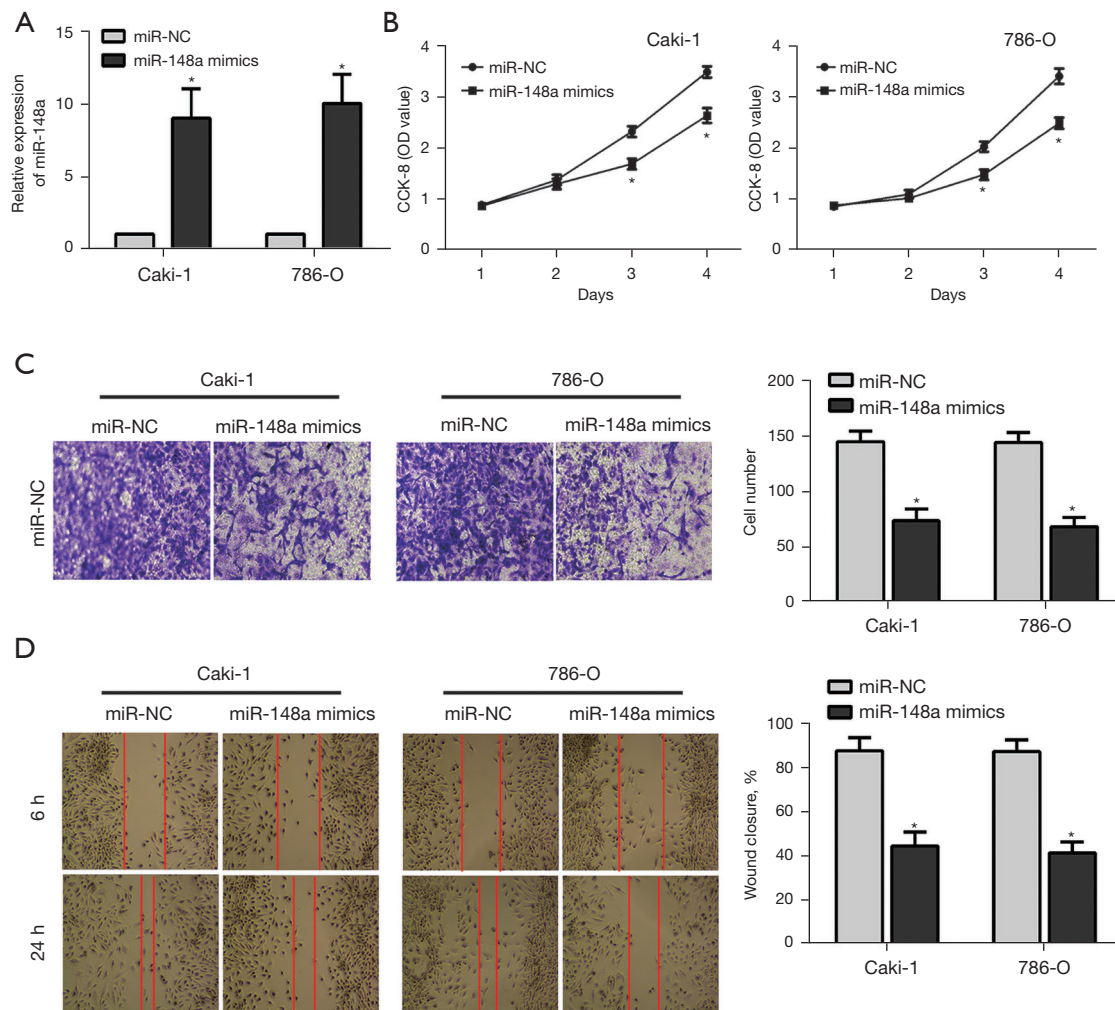 A
miR-NC
miR-148a mimics
Relative expression
of miR-148a
15
10
5
0
*
*
Caki-1
786-O
B
Caki-1
miR-NC
miR-148a mimics
CCK-8 (OD value)
4
3
2
1
0
*
*
1
2
3
4
Days
786-O
miR-NC
miR-148a mimics
CCK-8 (OD value)
4
3
2
1
0
*
*
1
2
3
4
Days
C
Caki-1
786-O
miR-NC
miR-148a mimics
miR-NC
miR-148a mimics
miR-NC
miR-NC
miR-148a mimics
Cell number
200
150
100
50
0
*
*
Caki-1
786-O
D
Caki-1
786-O
miR-NC
miR-148a mimics
miR-NC
miR-148a mimics
6 h
24 h
miR-NC
miR-148a mimics
Wound closure, %
100
80
60
40
20
0
*
*
Caki-1
786-O